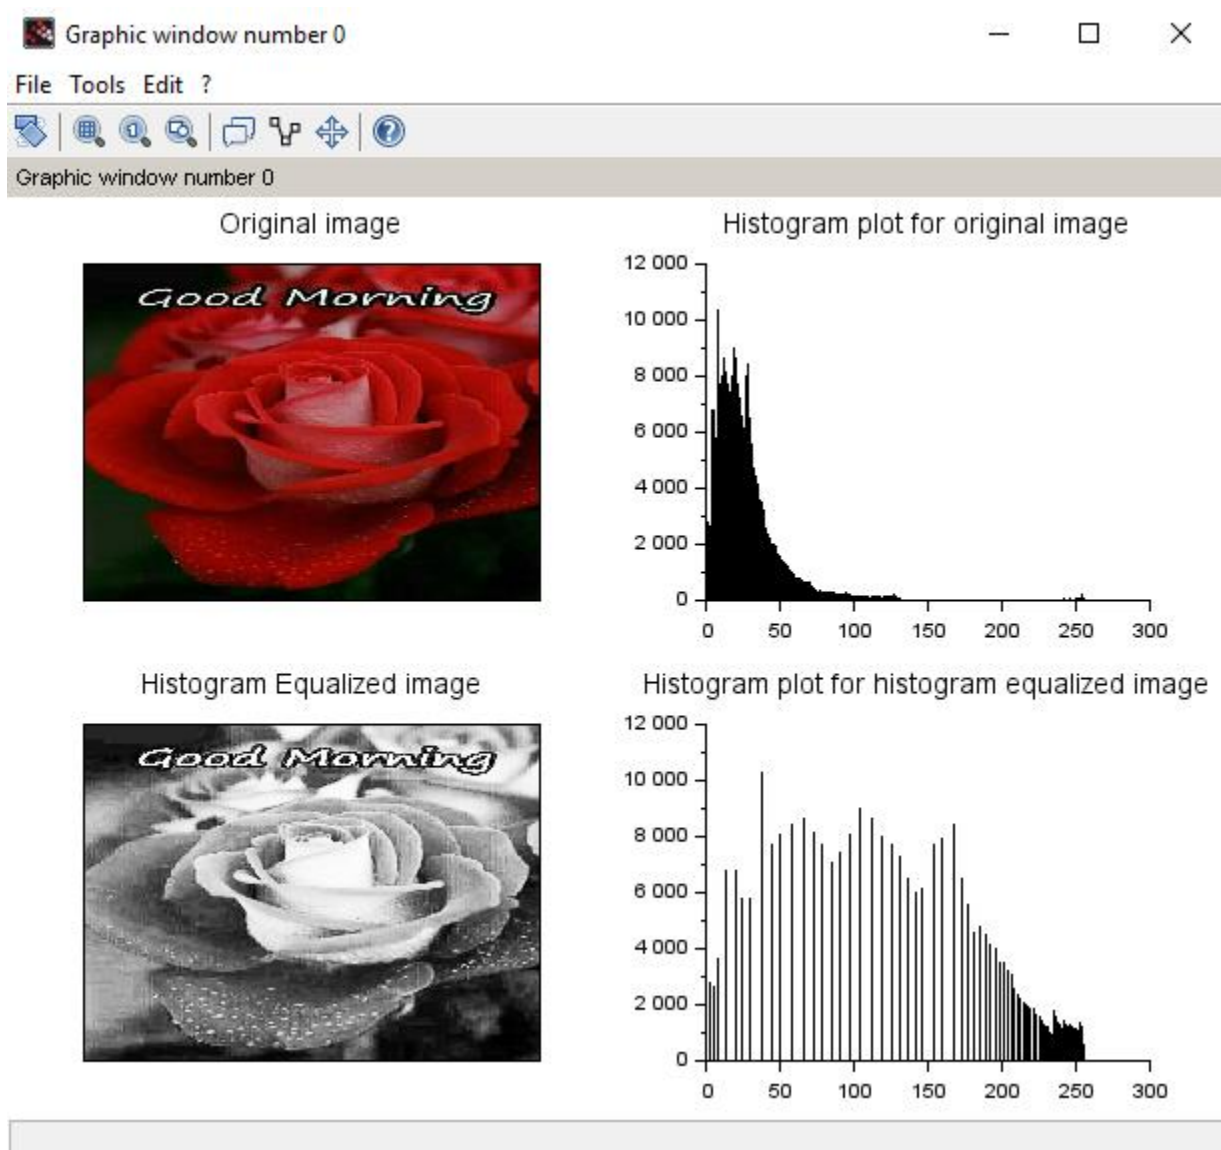 Graphic window number 0
File Tools Edit ?
Graphic window number 0
Original image
Good Morning
Histogram plot for original image
12 000
10 000
8 000
6 000
4 000
2 000
0
0 50 100 150 200 250 300
Histogram Equalized image
Good Morning
Histogram plot for histogram equalized image
12 000
10 000
8 000
6 000
4 000
2 000
0
0 50 100 150 200 250 300